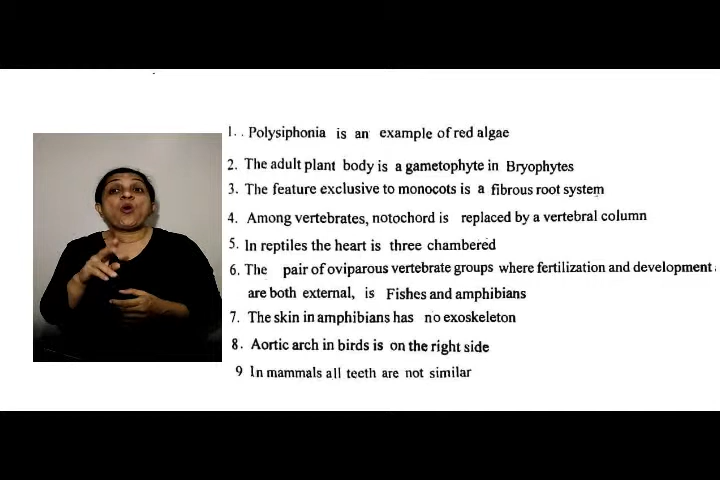 1. . Polysiphonia is an example of red algae
2. The adult plant body is a gametophyte in Bryophytes
3. The feature exclusive to monocots is a fibrous root system
4. Among vertebrates, notochord is replaced by a vertebral column
5. In reptiles the heart is three chambered
6. The pair of oviparous vertebrate groups where fertilization and development
are both external, is Fishes and amphibians
7. The skin in amphibians has no exoskeleton
8. Aortic arch in birds is on the right side
9 In mammals all teeth are not similar